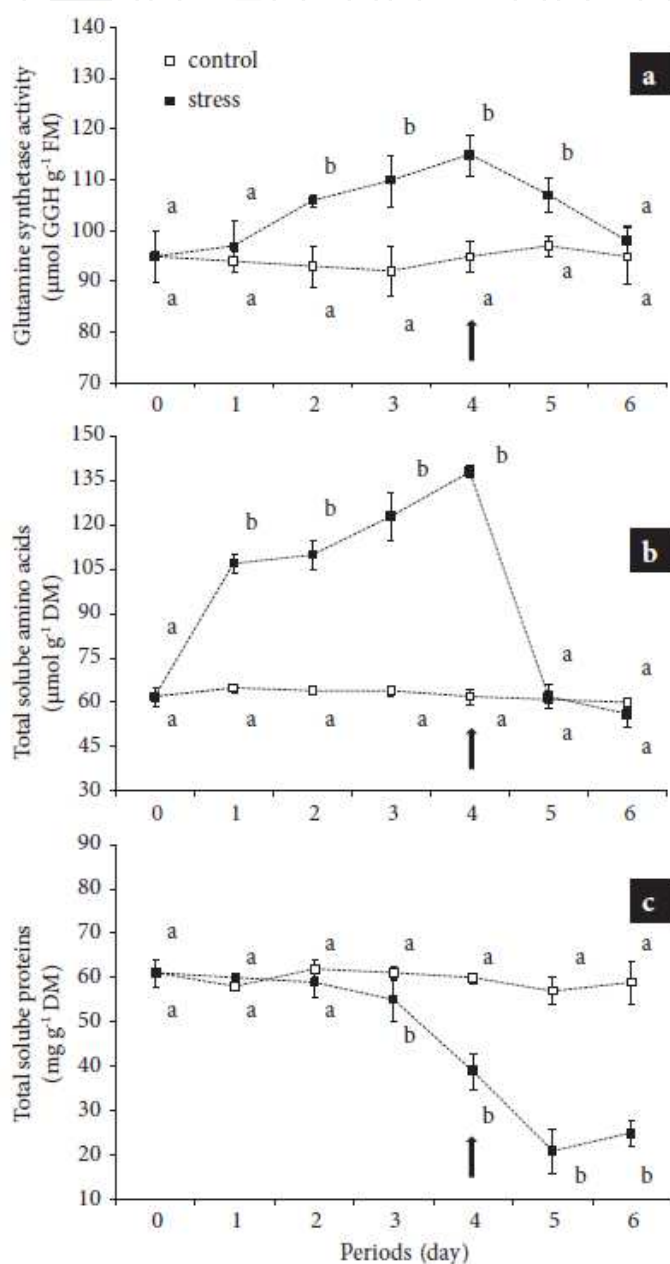 140
130
120
110
100
90
80
70
Glutamine synthetase activity
(µmol GGH g⁻¹ FM)
control
stress
a
a a b b b b a
a a a a a a a
0 1 2 3 4 5 6
150
135
120
105
90
75
60
45
30
Total solube amino acids
(µmol g⁻¹ DM)
b
a b b b b a a
a a a a a a a
0 1 2 3 4 5 6
90
80
70
60
50
40
30
20
10
Total solube proteins
(mg g⁻¹ DM)
c
a a a a a a a
a a a b b b b
0 1 2 3 4 5 6
Periods (day)